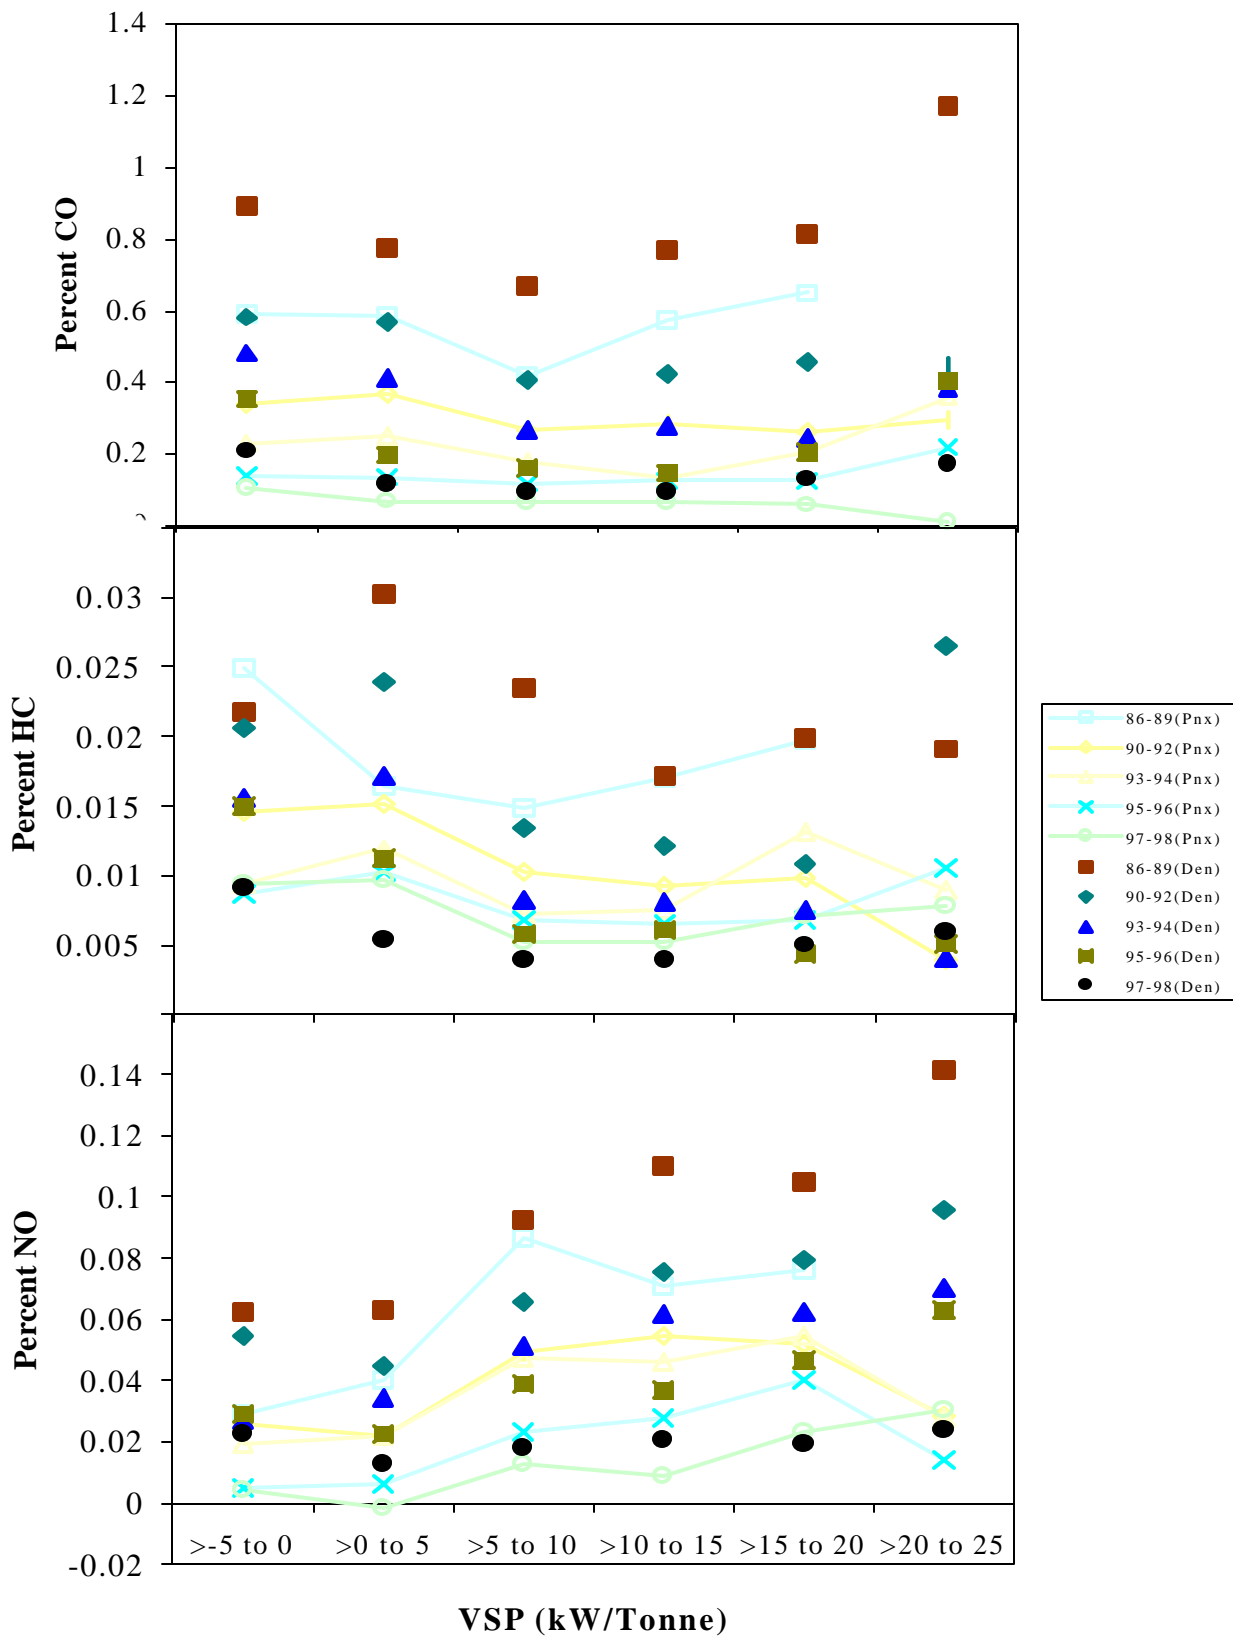 1.4
1.2
1
0.8
0.6
0.4
0.2
Percent CO
0.03
0.025
0.02
0.015
0.01
0.005
Percent HC
86-89(Pnx)
90-92(Pnx)
93-94(Pnx)
95-96(Pnx)
97-98(Pnx)
86-89(Den)
90-92(Den)
93-94(Den)
95-96(Den)
97-98(Den)
0.14
0.12
0.1
0.08
0.06
0.04
0.02
0
-0.02
Percent NO
>-5 to 0 >0 to 5 >5 to 10 >10 to 15 >15 to 20 >20 to 25
VSP (kW/Tonne)